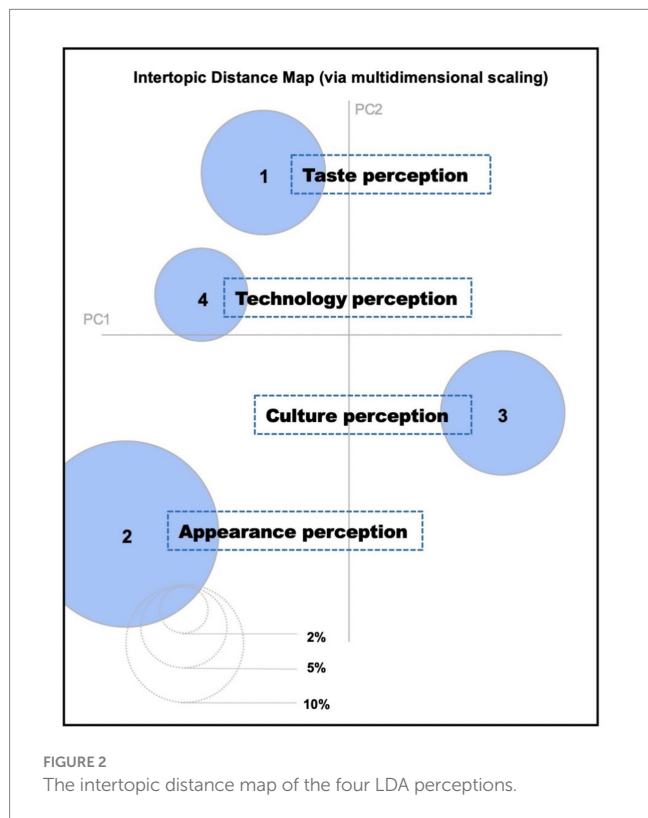 Intertopic Distance Map (via multidimensional scaling)
PC2
1
Taste perception
4
Technology perception
PC1
Culture perception
3
2
Appearance perception
2%
5%
10%
FIGURE 2
The intertopic distance map of the four LDA perceptions.